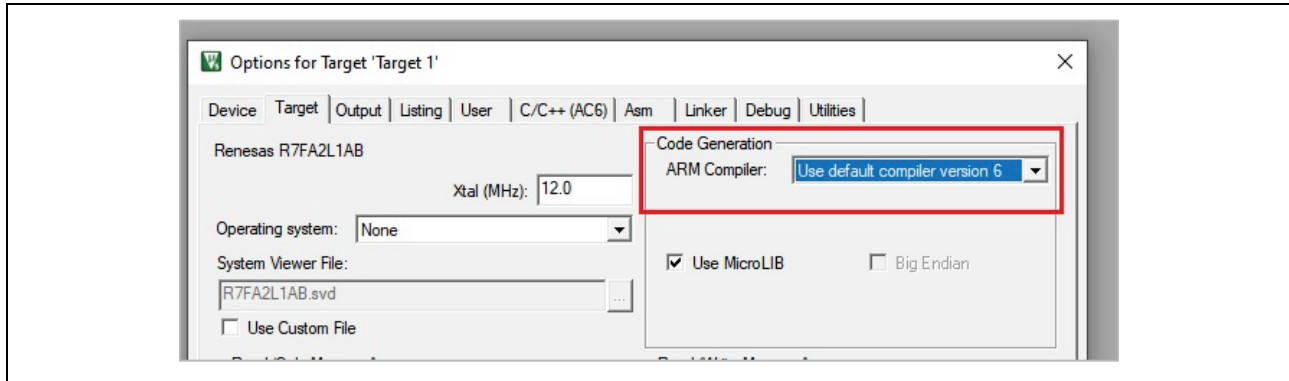 Options for Target 'Target 1'
Device Target Output Listing User C/C++ (AC6) Asm Linker Debug Utilities
Renesas R7FA2L1AB
Xtal (MHz): 12.0
Operating system: None
System Viewer File:
R7FA2L1AB.svd ...
Use Custom File
Code Generation
ARM Compiler: Use default compiler version 6
Use MicroLIB Big Endian